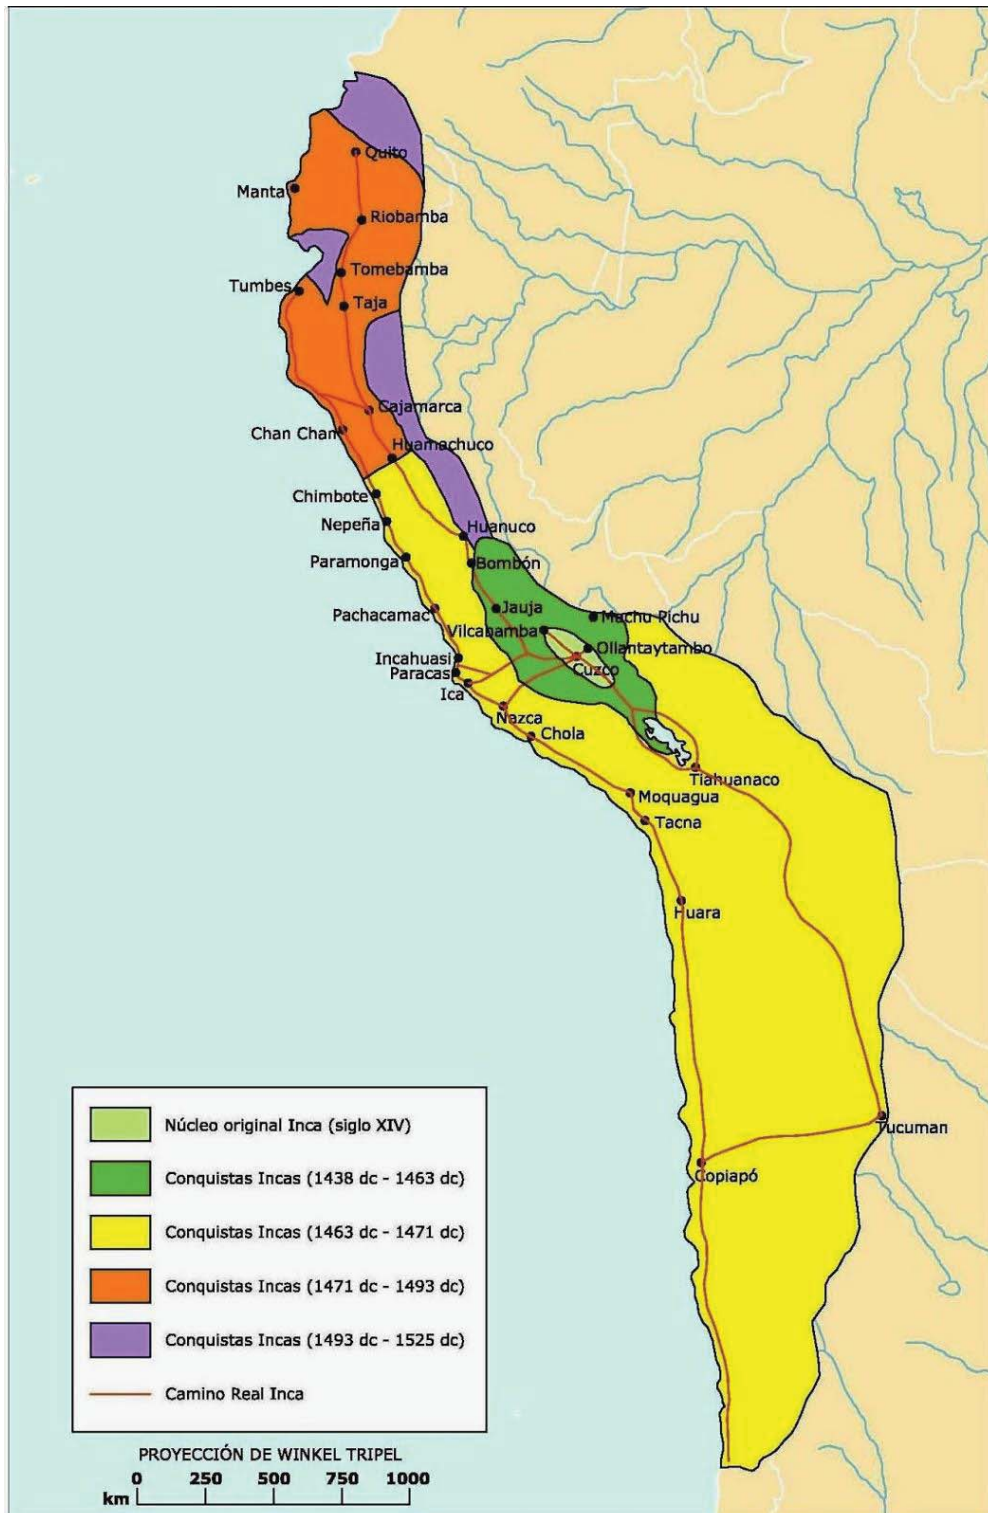 Quito
Manta
Riobamba
Tomebamba
Tumbes
Taja
Cajamarca
Chan Chan
Huamachuco
Chimbote
Nepeña
Huanuco
Paramonga
Bombón
Pachacamac
Jauja
Machu Pichu
Vilcabamba
Ollantaytambo
Incahuasi
Cuzco
Paracas
Ica
Nazca
Chola
Tiahuanaco
Moquagua
Tacna
Huara
Tucuman
Copiapó
Núcleo original Inca (siglo XIV)
Conquistas Incas (1438 dc - 1463 dc)
Conquistas Incas (1463 dc - 1471 dc)
Conquistas Incas (1471 dc - 1493 dc)
Conquistas Incas (1493 dc - 1525 dc)
Camino Real Inca
PROYECCIÓN DE WINKEL TRIPEL
0 250 500 750 1000
km